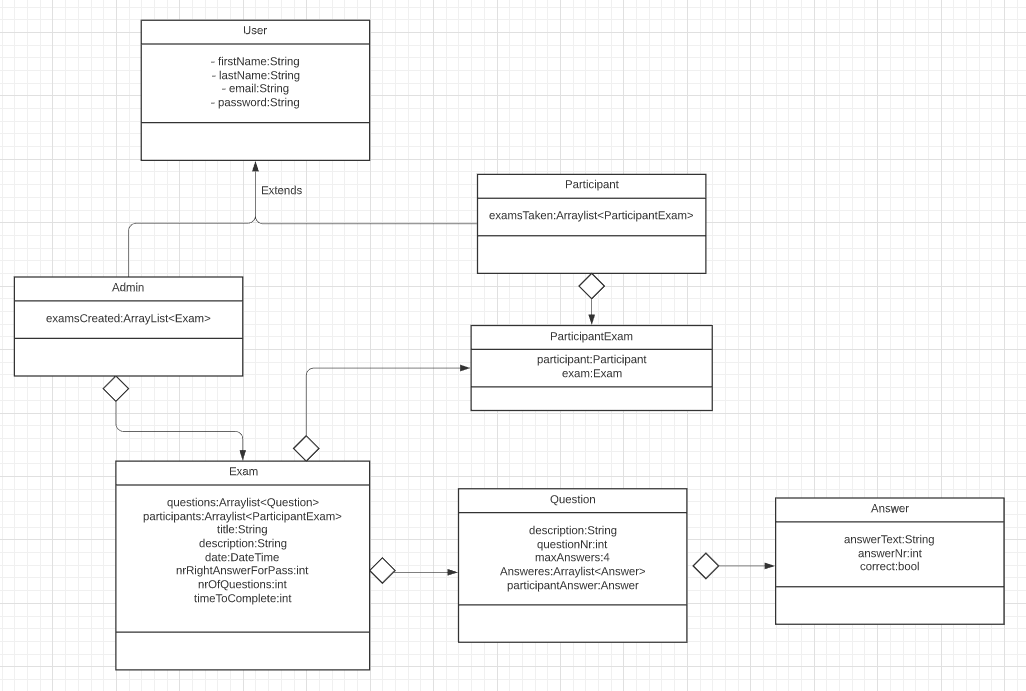 User
- firstName:String
- lastName:String
- email:String
- password:String
Extends
Participant
examsTaken:Arraylist<ParticipantExam>
Admin
examsCreated:ArrayList<Exam>
ParticipantExam
participant:Participant
exam:Exam
Exam
questions:Arraylist<Question>
participants:Arraylist<ParticipantExam>
title:String
description:String
date:DateTime
nrRightAnswerForPass:int
nrOfQuestions:int
timeToComplete:int
Question
description:String
questionNr:int
maxAnswers:4
Answeres:Arraylist<Answer>
participantAnswer:Answer
Answer
answerText:String
answerNr:int
correct:bool